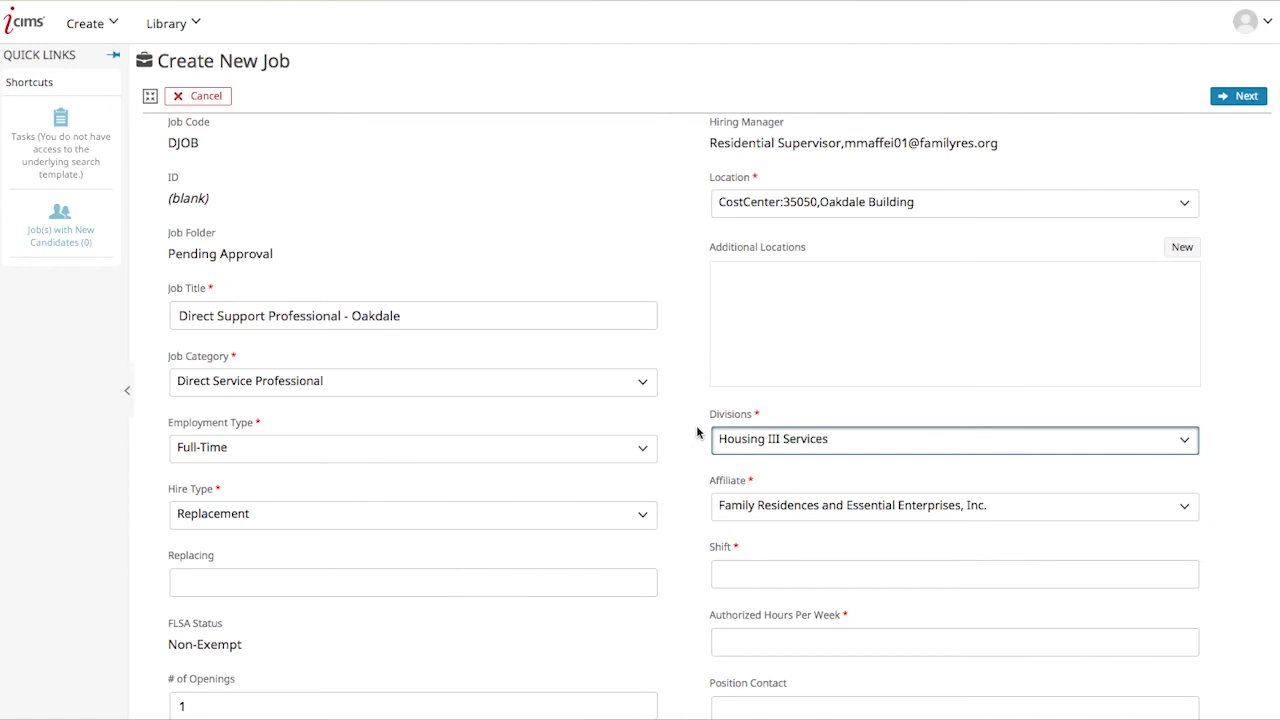 iCIMS®
Create
Library
QUICK LINKS
Shortcuts
Tasks (You do not have
access to the
underlying search
template.)
Job(s) with New
Candidates (0)
Create New Job
Cancel
Next
Job Code
DJOB
ID
(blank)
Job Folder
Pending Approval
Job Title *
Direct Support Professional - Oakdale
Job Category *
Direct Service Professional
Employment Type *
Full-Time
Hire Type *
Replacement
Replacing
FLSA Status
Non-Exempt
# of Openings
1
Hiring Manager
Residential Supervisor,mmaffei01@familyres.org
Location *
CostCenter:35050,Oakdale Building
Additional Locations
New
Divisions *
Housing III Services
Affiliate *
Family Residences and Essential Enterprises, Inc.
Shift *
Authorized Hours Per Week *
Position Contact